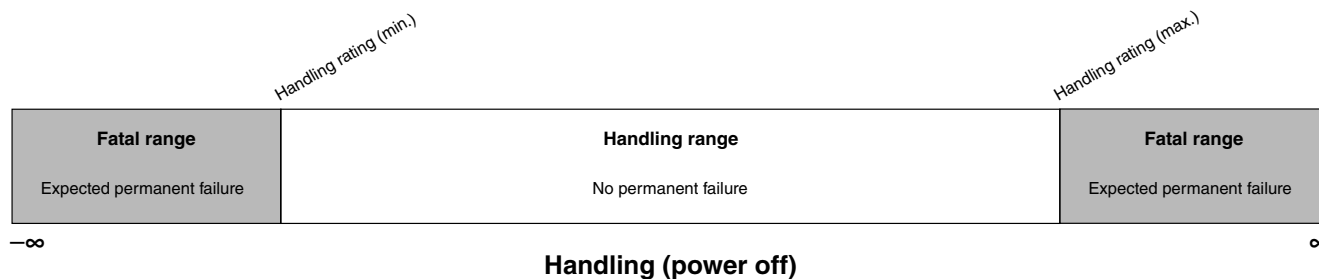 Handling rating (min.)
Handling rating (max.)
Fatal range
Handling range
Fatal range
Expected permanent failure
No permanent failure
Expected permanent failure
–∞
∞
Handling (power off)